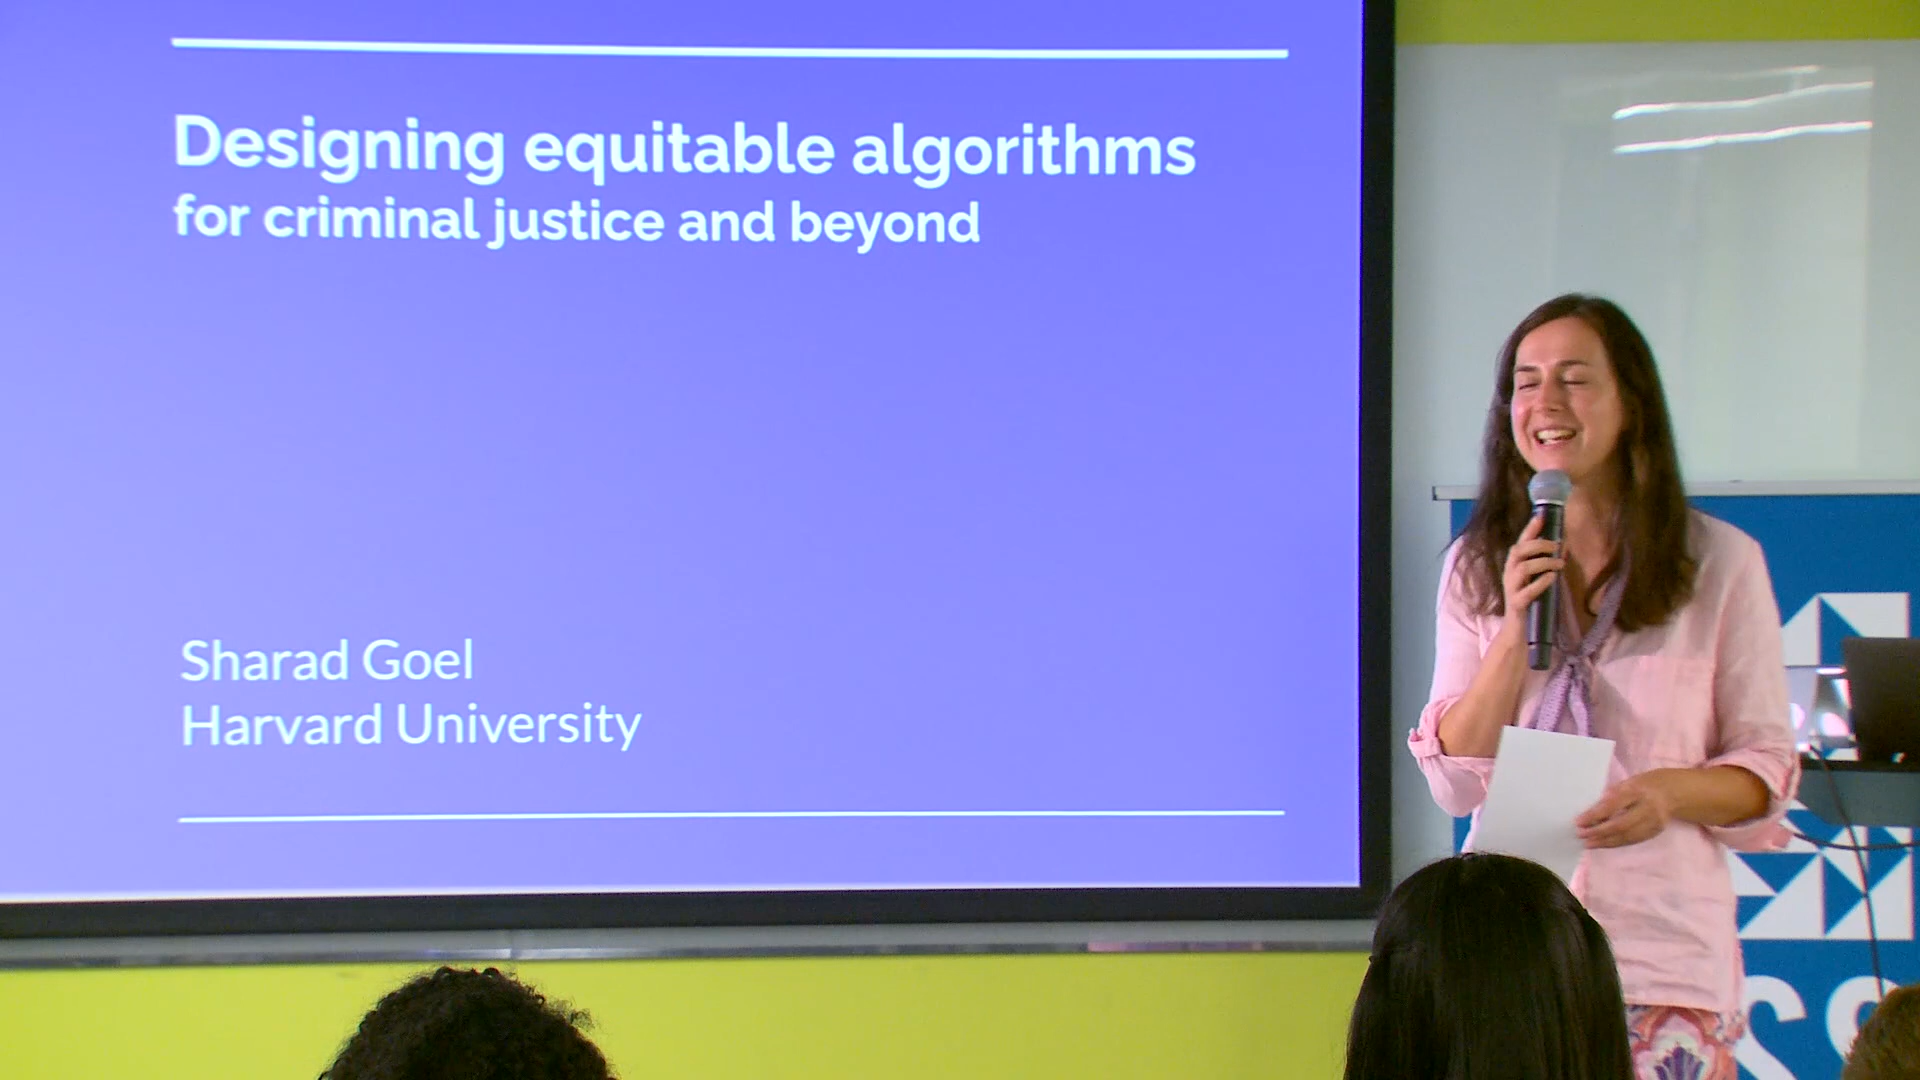 Designing equitable algorithms
for criminal justice and beyond
Sharad Goel
Harvard University